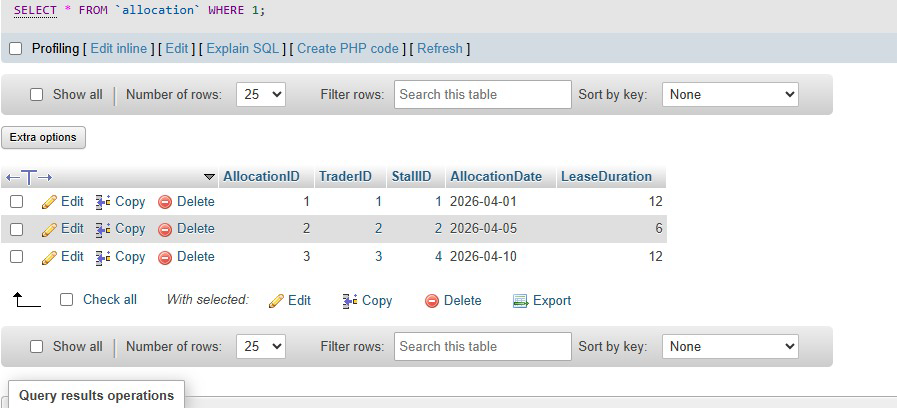 SELECT * FROM `allocation` WHERE 1;
Profiling [ Edit inline ] [ Edit ] [ Explain SQL ] [ Create PHP code ] [ Refresh ]
Show all | Number of rows: 25 Filter rows: Search this table Sort by key: None
Extra options
←T→ AllocationID TraderID StallID AllocationDate LeaseDuration
Edit Copy Delete 1 1 1 2026-04-01 12
Edit Copy Delete 2 2 2 2026-04-05 6
Edit Copy Delete 3 3 4 2026-04-10 12
Check all With selected: Edit Copy Delete Export
Show all | Number of rows: 25 Filter rows: Search this table Sort by key: None
Query results operations